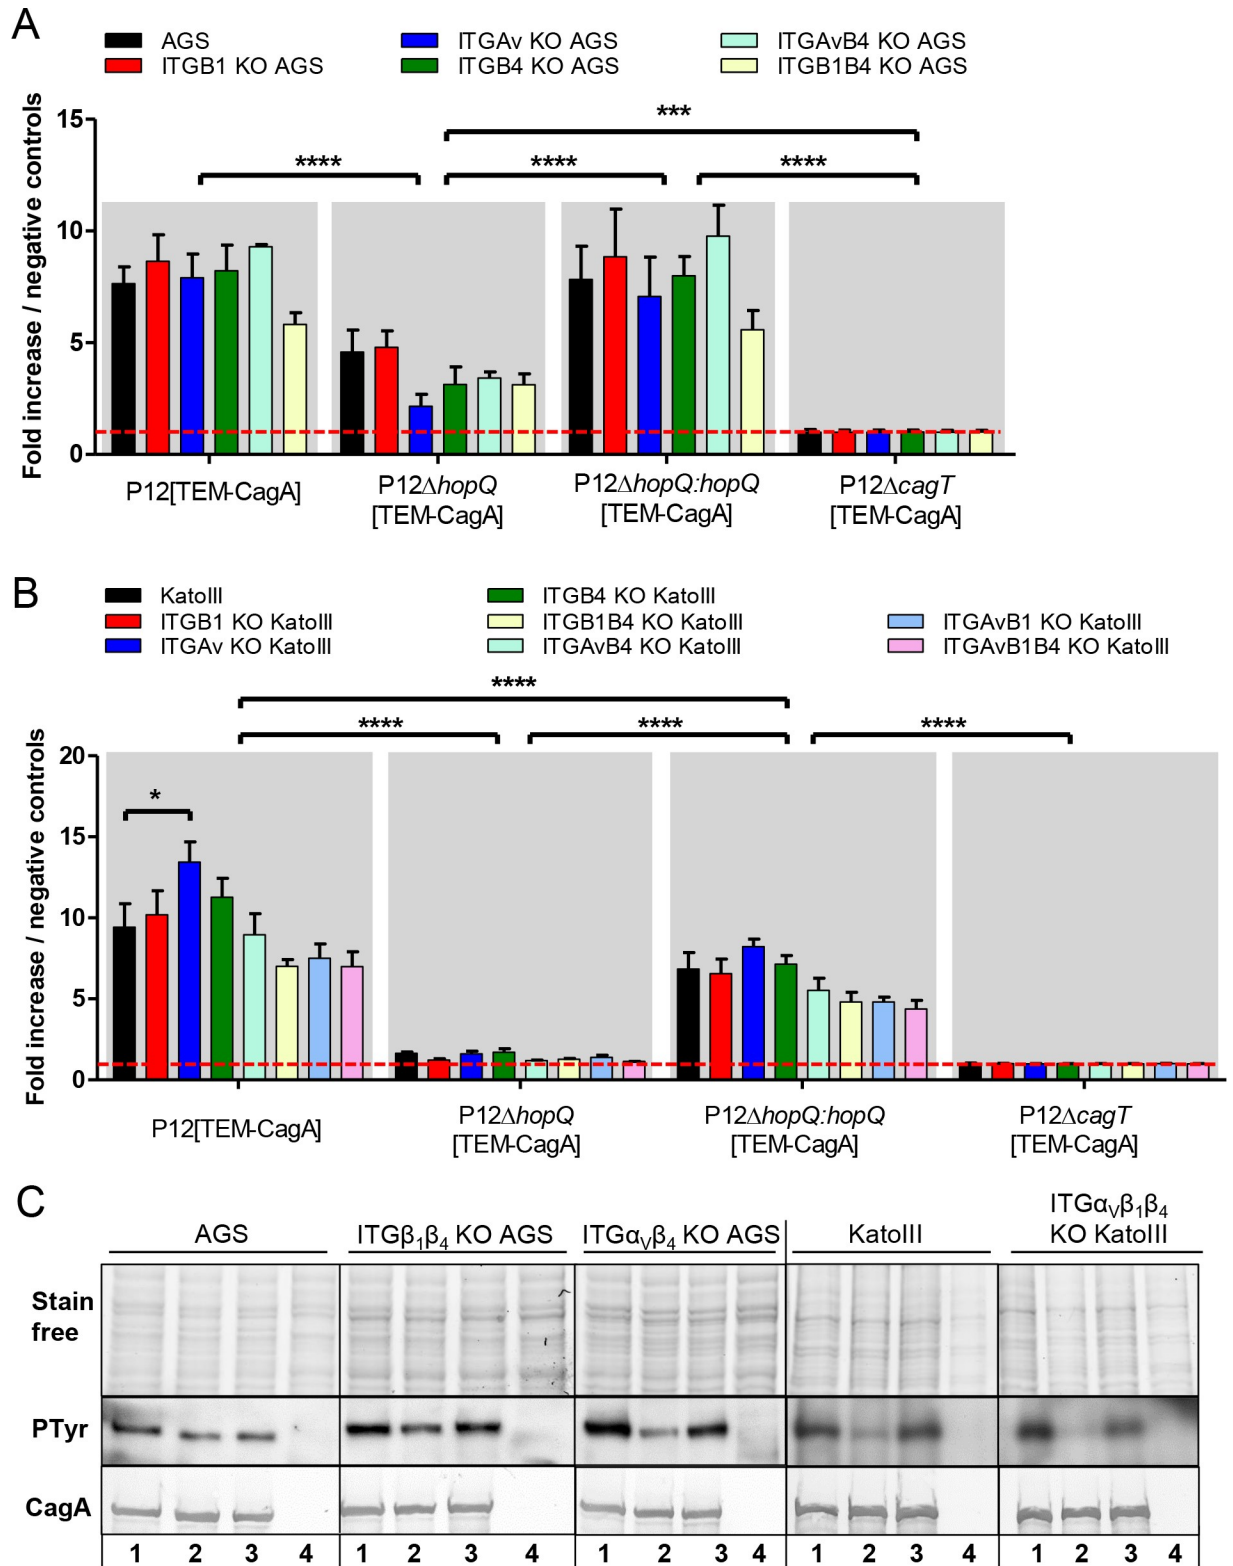 A
AGS
ITGAv KO AGS
ITGAvB4 KO AGS
ITGB1 KO AGS
ITGB4 KO AGS
ITGB1B4 KO AGS
Fold increase / negative controls
15
10
5
0
***
****
****
****
P12[TEM-CagA]
P12ΔhopQ
[TEM-CagA]
P12ΔhopQ:hopQ
[TEM-CagA]
P12ΔcagT
[TEM-CagA]
B
KatoIII
ITGB4 KO KatoIII
ITGB1 KO KatoIII
ITGB1B4 KO KatoIII
ITGAvB1 KO KatoIII
ITGAv KO KatoIII
ITGAvB4 KO KatoIII
ITGAvB1B4 KO KatoIII
Fold increase / negative controls
20
15
10
5
0
****
****
****
****
*
P12[TEM-CagA]
P12ΔhopQ
[TEM-CagA]
P12ΔhopQ:hopQ
[TEM-CagA]
P12ΔcagT
[TEM-CagA]
C
AGS
ITGβ₁β₄ KO AGS
ITGαᵥβ₄ KO AGS
KatoIII
ITGαᵥβ₁β₄
KO KatoIII
Stain
free
PTyr
CagA
1 2 3 4 1 2 3 4 1 2 3 4 1 2 3 4 1 2 3 4